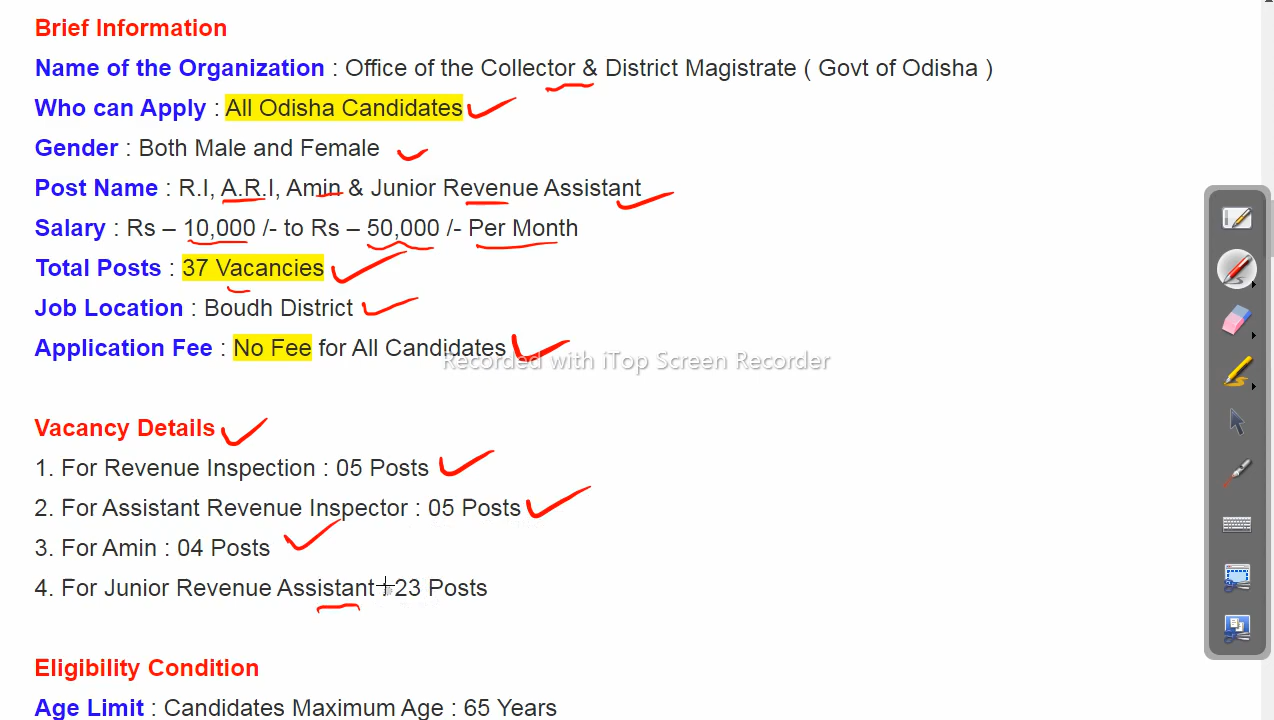 Brief Information
Name of the Organization : Office of the Collector & District Magistrate ( Govt of Odisha )
Who can Apply : All Odisha Candidates
Gender : Both Male and Female
Post Name : R.I, A.R.I, Amin & Junior Revenue Assistant
Salary : Rs – 10,000 /- to Rs – 50,000 /- Per Month
Total Posts : 37 Vacancies
Job Location : Boudh District
Application Fee : No Fee for All Candidates
Recorded with iTop Screen Recorder
Vacancy Details
1. For Revenue Inspection : 05 Posts
2. For Assistant Revenue Inspector : 05 Posts
3. For Amin : 04 Posts
4. For Junior Revenue Assistant : 23 Posts
Eligibility Condition
Age Limit : Candidates Maximum Age : 65 Years